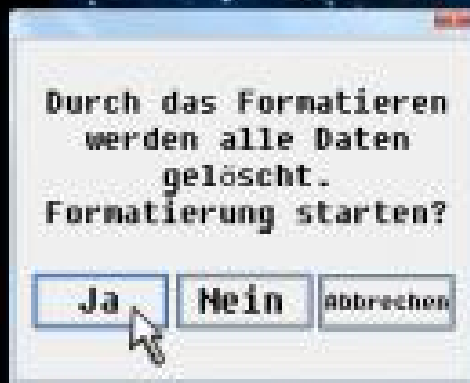 Durch das Formatieren
werden alle Daten
gelöscht.
Formatierung starten?
Ja
Nein
Abbrechen